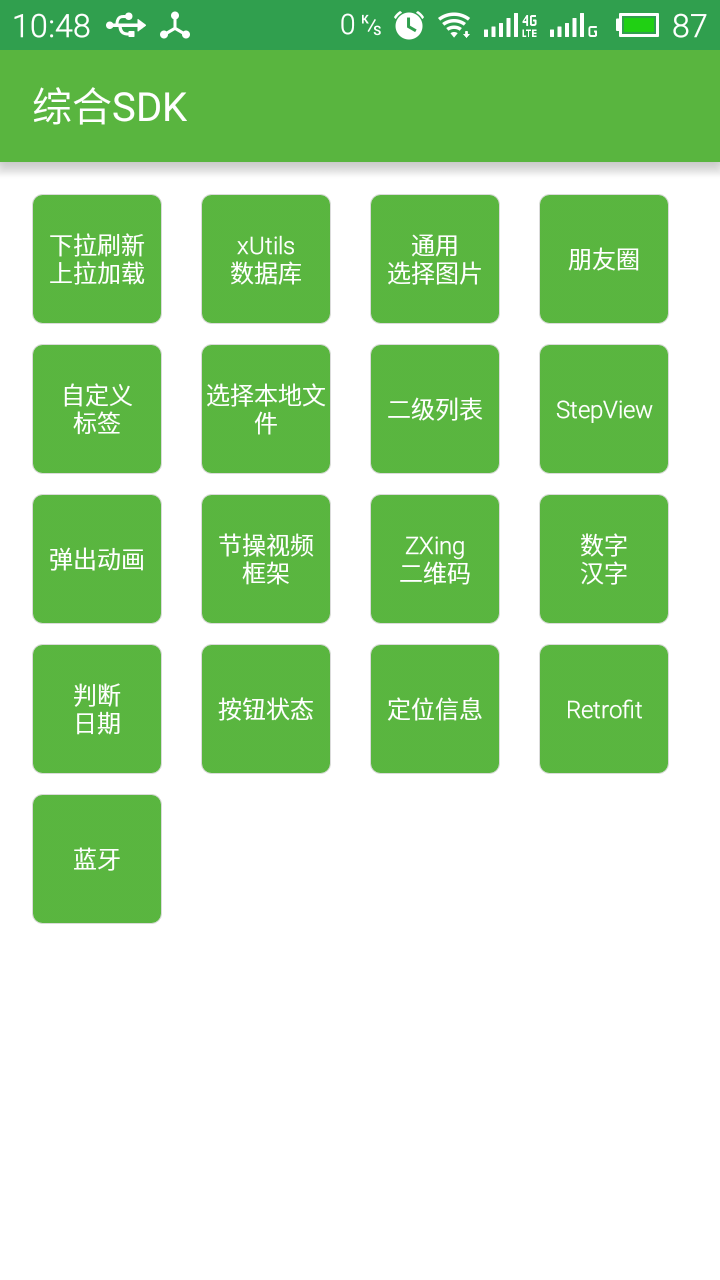 10:48 0 K/s 4G LTE G 87
综合SDK
下拉刷新
上拉加载
xUtils
数据库
通用
选择图片
朋友圈
自定义
标签
选择本地文
件
二级列表
StepView
弹出动画
节操视频
框架
ZXing
二维码
数字
汉字
判断
日期
按钮状态
定位信息
Retrofit
蓝牙